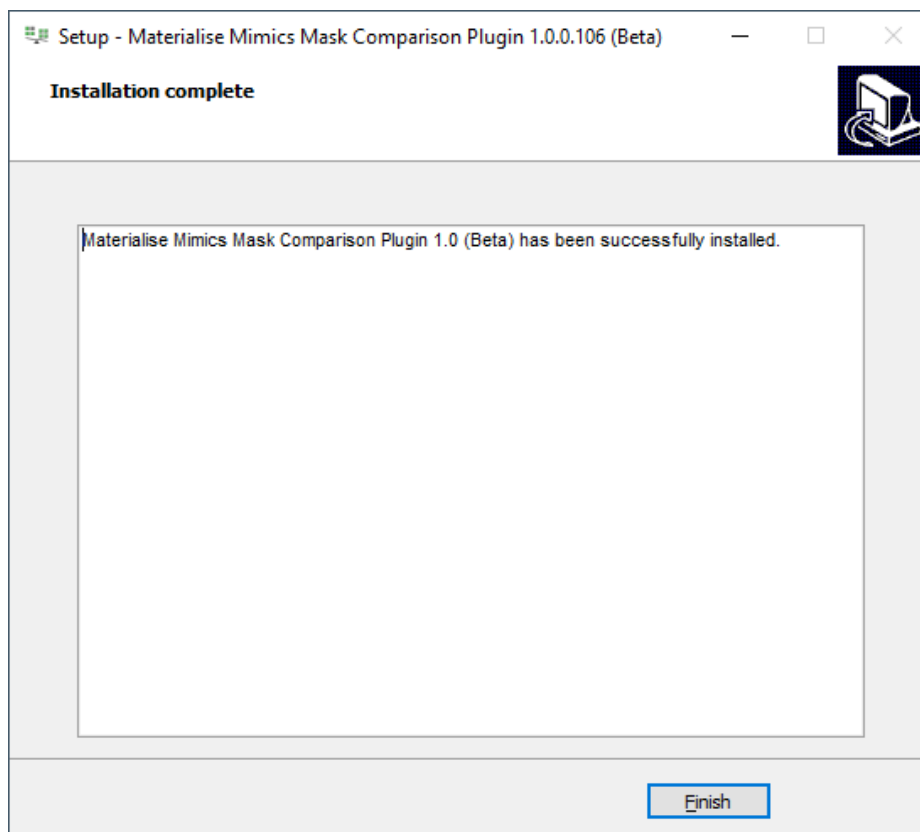 Setup - Materialise Mimics Mask Comparison Plugin 1.0.0.106 (Beta)
Installation complete
Materialise Mimics Mask Comparison Plugin 1.0 (Beta) has been successfully installed.
Finish